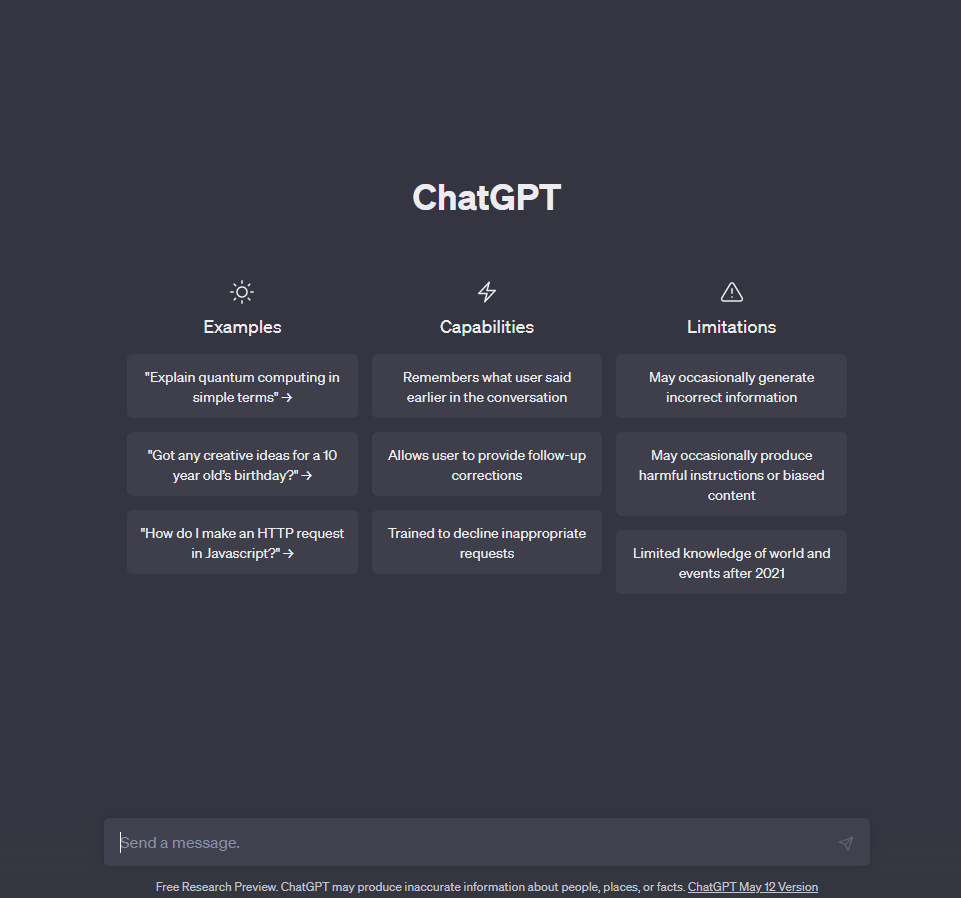 ChatGPT
Examples
"Explain quantum computing in
simple terms" →
"Got any creative ideas for a 10
year old's birthday?" →
"How do I make an HTTP request
in Javascript?" →
Capabilities
Remembers what user said
earlier in the conversation
Allows user to provide follow-up
corrections
Trained to decline inappropriate
requests
Limitations
May occasionally generate
incorrect information
May occasionally produce
harmful instructions or biased
content
Limited knowledge of world and
events after 2021
Send a message.
Free Research Preview. ChatGPT may produce inaccurate information about people, places, or facts. ChatGPT May 12 Version